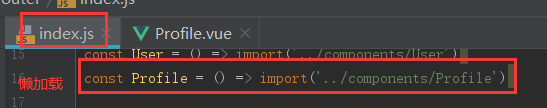 outer
index.js
index.js
Profile.vue
15 const User = () => import('../components/User')
16 const Profile = () => import('../components/Profile')
懒加载